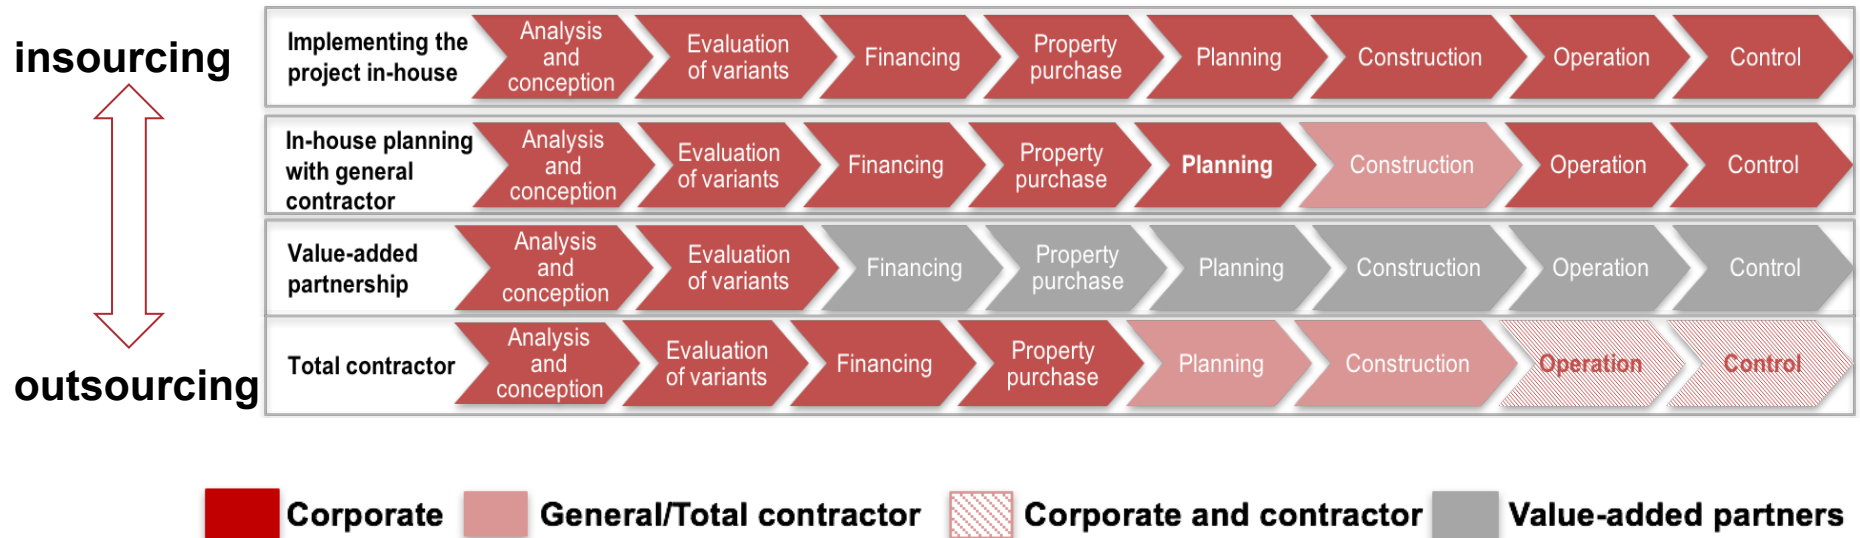 insourcing
Implementing the
project in-house
Analysis
and
conception
Evaluation
of variants
Financing
Property
purchase
Planning
Construction
Operation
Control
In-house planning
with general
contractor
Analysis
and
conception
Evaluation
of variants
Financing
Property
purchase
Planning
Construction
Operation
Control
Value-added
partnership
Analysis
and
conception
Evaluation
of variants
Financing
Property
purchase
Planning
Construction
Operation
Control
outsourcing
Total contractor
Analysis
and
conception
Evaluation
of variants
Financing
Property
purchase
Planning
Construction
Operation
Control
Corporate
General/Total contractor
Corporate and contractor
Value-added partners